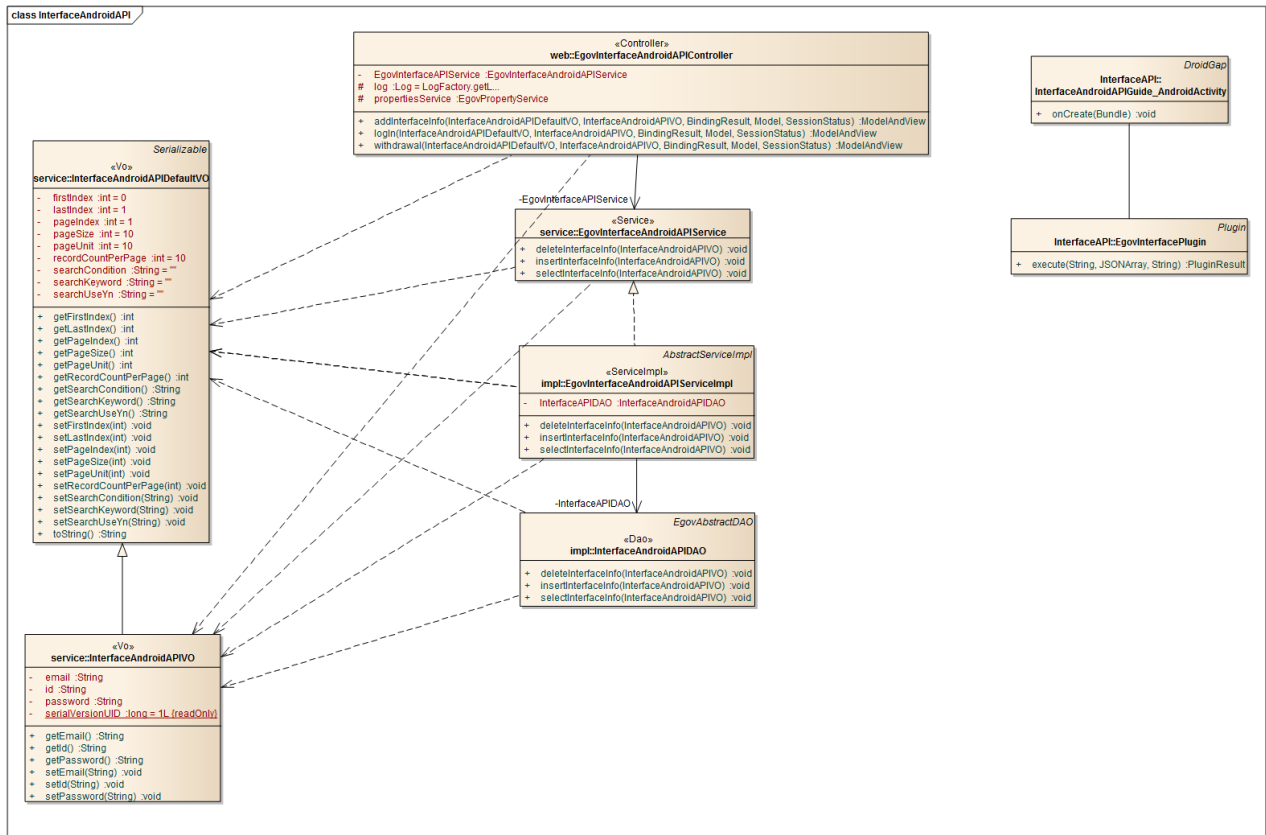 class InterfaceAndroidAPI
«Controller»
web::EgovInterfaceAndroidAPIController
- EgovInterfaceAPIService :EgovInterfaceAndroidAPIService
# log :Log = LogFactory.getL...
# propertiesService :EgovPropertyService
+ addInterfaceInfo(InterfaceAndroidAPIDefaultVO, InterfaceAndroidAPIVO, BindingResult, Model, SessionStatus) :ModelAndView
+ logIn(InterfaceAndroidAPIDefaultVO, InterfaceAndroidAPIVO, BindingResult, Model, SessionStatus) :ModelAndView
+ withdrawal(InterfaceAndroidAPIDefaultVO, InterfaceAndroidAPIVO, BindingResult, Model, SessionStatus) :ModelAndView
DroidGap
InterfaceAPI::
InterfaceAndroidAPIGuide_AndroidActivity
+ onCreate(Bundle) :void
Serializable
«Vo»
service::InterfaceAndroidAPIDefaultVO
- firstIndex :int = 0
- lastIndex :int = 1
- pageIndex :int = 1
- pageSize :int = 10
- pageUnit :int = 10
- recordCountPerPage :int = 10
- searchCondition :String = ""
- searchKeyword :String = ""
- searchUseYn :String = ""
+ getFirstIndex() :int
+ getLastIndex() :int
+ getPageIndex() :int
+ getPageSize() :int
+ getPageUnit() :int
+ getRecordCountPerPage() :int
+ getSearchCondition() :String
+ getSearchKeyword() :String
+ getSearchUseYn() :String
+ setFirstIndex(int) :void
+ setLastIndex(int) :void
+ setPageIndex(int) :void
+ setPageSize(int) :void
+ setPageUnit(int) :void
+ setRecordCountPerPage(int) :void
+ setSearchCondition(String) :void
+ setSearchKeyword(String) :void
+ setSearchUseYn(String) :void
+ toString() :String
-EgovInterfaceAPIService
«Service»
service::EgovInterfaceAndroidAPIService
+ deleteInterfaceInfo(InterfaceAndroidAPIVO) :void
+ insertInterfaceInfo(InterfaceAndroidAPIVO) :void
+ selectInterfaceInfo(InterfaceAndroidAPIVO) :void
Plugin
InterfaceAPI::EgovInterfacePlugin
+ execute(String, JSONArray, String) :PluginResult
AbstractServiceImpl
«ServiceImpl»
impl::EgovInterfaceAndroidAPIServiceImpl
- InterfaceAPIDAO :InterfaceAndroidAPIDAO
+ deleteInterfaceInfo(InterfaceAndroidAPIVO) :void
+ insertInterfaceInfo(InterfaceAndroidAPIVO) :void
+ selectInterfaceInfo(InterfaceAndroidAPIVO) :void
-InterfaceAPIDAO
EgovAbstractDAO
«Dao»
impl::InterfaceAndroidAPIDAO
+ deleteInterfaceInfo(InterfaceAndroidAPIVO) :void
+ insertInterfaceInfo(InterfaceAndroidAPIVO) :void
+ selectInterfaceInfo(InterfaceAndroidAPIVO) :void
«Vo»
service::InterfaceAndroidAPIVO
- email :String
- id :String
- password :String
- serialVersionUID :long = 1L {readOnly}
+ getEmail() :String
+ getId() :String
+ getPassword() :String
+ setEmail(String) :void
+ setId(String) :void
+ setPassword(String) :void